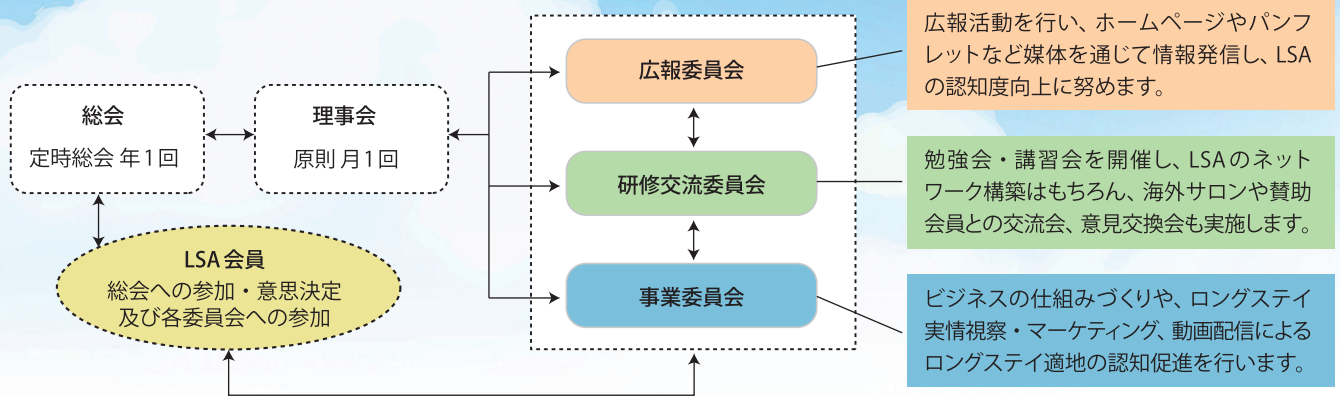 総会
定時総会 年1回
理事会
原則 月1回
LSA会員
総会への参加・意思決定
及び各委員会への参加
広報委員会
研修交流委員会
事業委員会
広報活動を行い、ホームページやパンフ
レットなど媒体を通じて情報発信し、LSA
の認知度向上に努めます。
勉強会・講習会を開催し、LSAのネット
ワーク構築はもちろん、海外サロンや賛助
会員との交流会、意見交換会も実施します。
ビジネスの仕組みづくりや、ロングステイ
実情視察・マーケティング、動画配信による
ロングステイ適地の認知促進を行います。